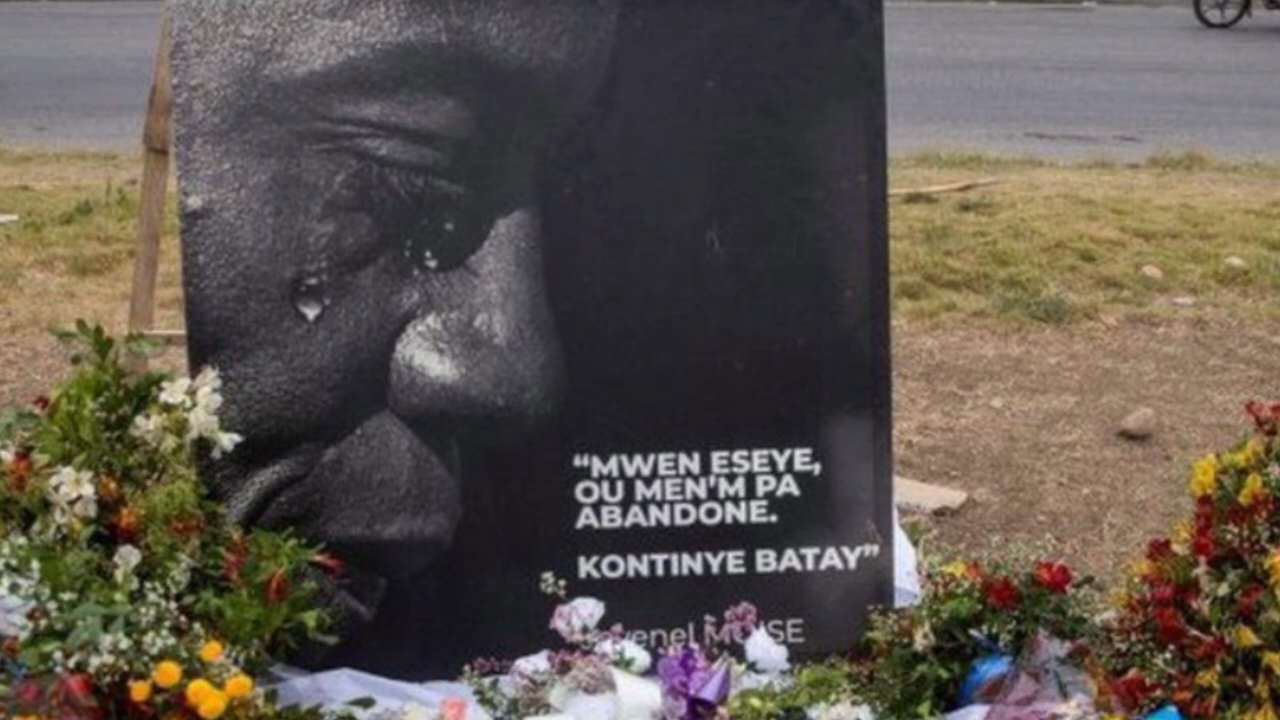 “MWEN ESEYE,
OU MEN'M PA
ABANDONE.
KONTINYE BATAY”